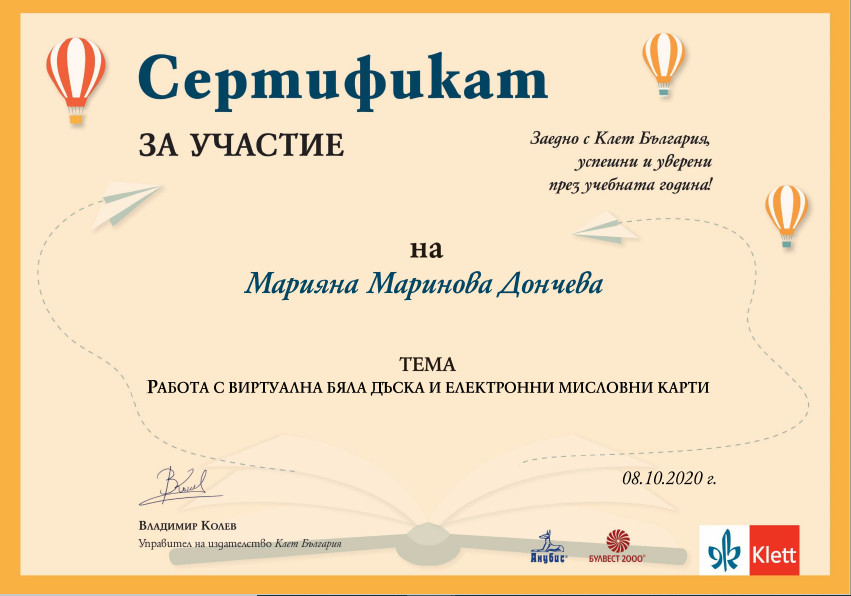 Сертификат
ЗА УЧАСТИЕ
Заедно с Клет България,
успешни и уверени
през учебната година!
на
Марияна Маринова Дончева
ТЕМА
РАБОТА С ВИРТУАЛНА БЯЛА ДЪСКА И ЕЛЕКТРОННИ МИСЛОВНИ КАРТИ
08.10.2020 г.
ВЛАДИМИР КОЛЕВ
Управител на издателство Клет България
Анубис
БУЛВЕСТ 2000
Klett